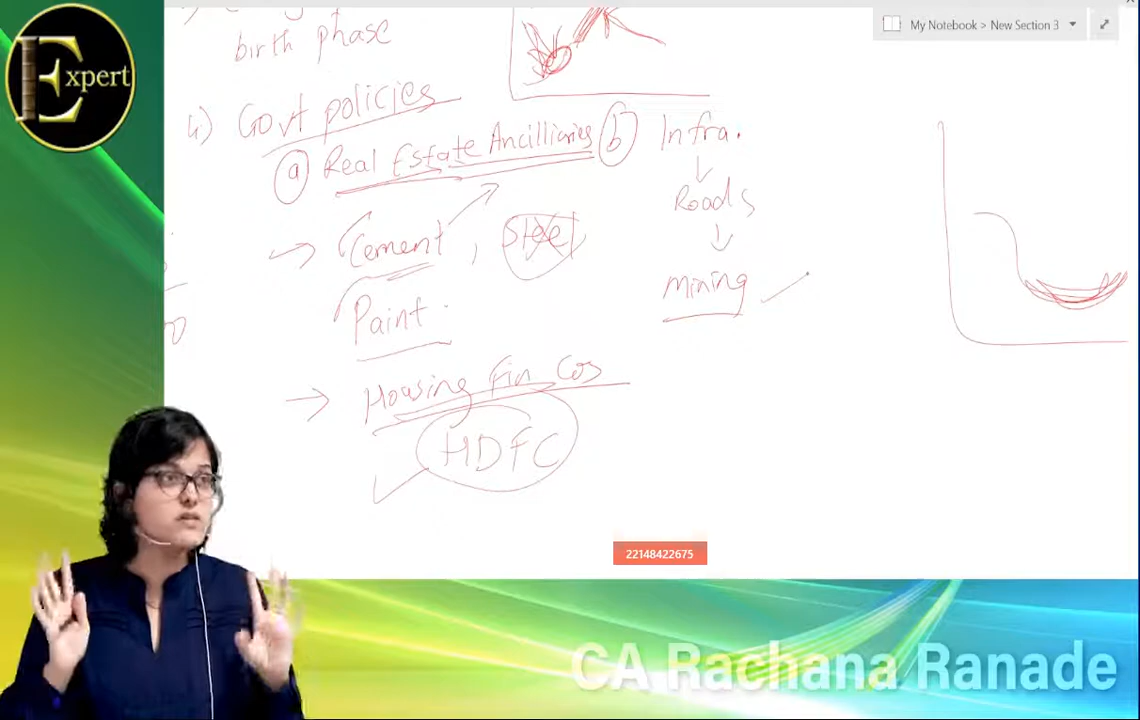 Expert
My Notebook > New Section 3
birth phase
4) Govt policies
(a) Real Estate Ancilliaries (b) Infra.
Roads
→ Cement, Steel
mining
Paint
→ Housing Fin Cos
HDFC
22148422675
CA Rachana Ranade